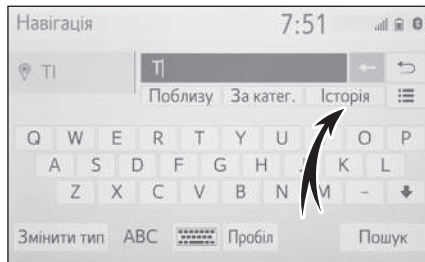 Навігація 7:51
TI TI
Поблизу За катег. Історія
Q W E R T Y U O P
A S D F G H J K L
Z X C V B N M -
Змінити тип ABC Пробіл Пошук